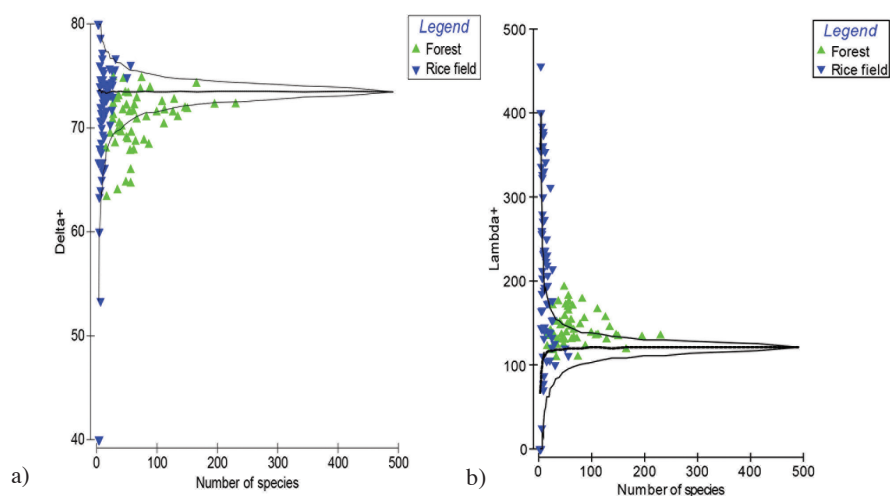 80
70
60
50
40
Delta+
0
100
200
300
400
500
Number of species
Legend
Forest
Rice field
a)
500
400
300
200
100
0
Lambda+
0
100
200
300
400
500
Number of species
Legend
Forest
Rice field
b)